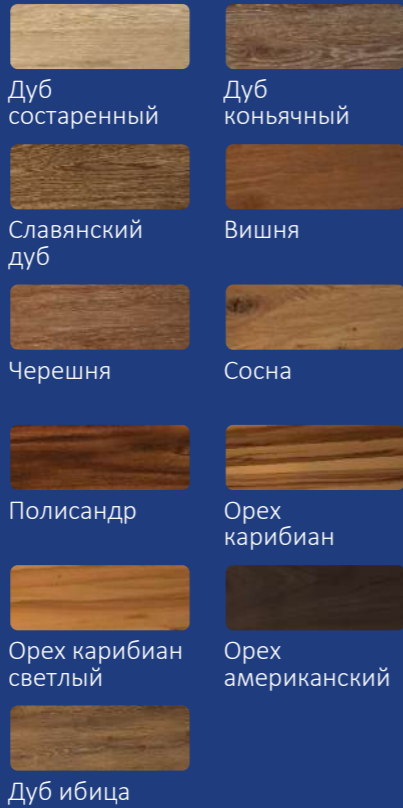 Дуб
состаренный
Дуб
коньячный
Славянский
дуб
Вишня
Черешня
Сосна
Полисандр
Орех
карибиан
Орех карибиан
светлый
Орех
американский
Дуб ибица